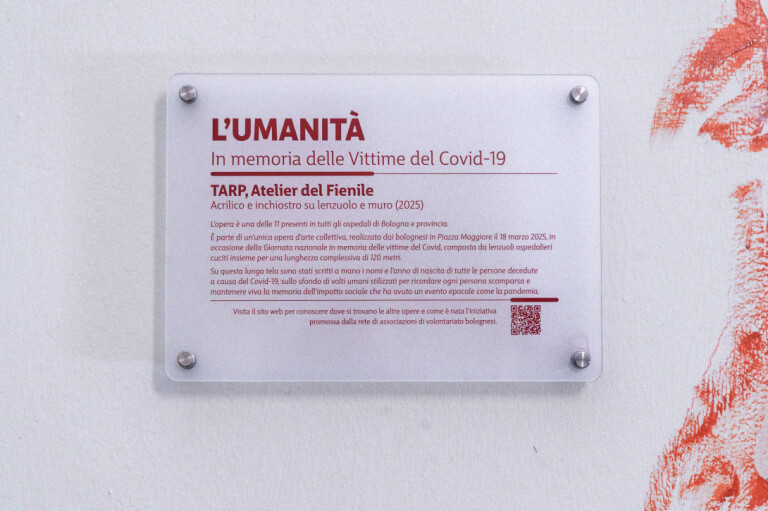 L'UMANITÀ
In memoria delle Vittime del Covid-19
TARP, Atelier del Fienile
Acrilico e inchiostro su lenzuolo e muro (2025)
L'opera è una delle 11 presenti in tutti gli ospedali di Bologna e provincia.
È parte di un'unica opera d'arte collettiva, realizzata dai bolognesi in Piazza Maggiore il 18 marzo 2025, in
occasione della Giornata nazionale in memoria delle vittime del Covid, composta da lenzuoli ospedalieri
cuciti insieme per una lunghezza complessiva di 120 metri.
Su questa lunga tela sono stati scritti a mano i nomi e l'anno di nascita di tutte le persone decedute
a causa del Covid-19, sullo sfondo di volti umani stilizzati per ricordare ogni persona scomparsa e
mantenere viva la memoria dell'impatto sociale che ha avuto un evento epocale come la pandemia.
Visita il sito web per conoscere dove si trovano le altre opere e come è nata l'iniziativa
promossa dalla rete di associazioni di volontariato bolognesi.